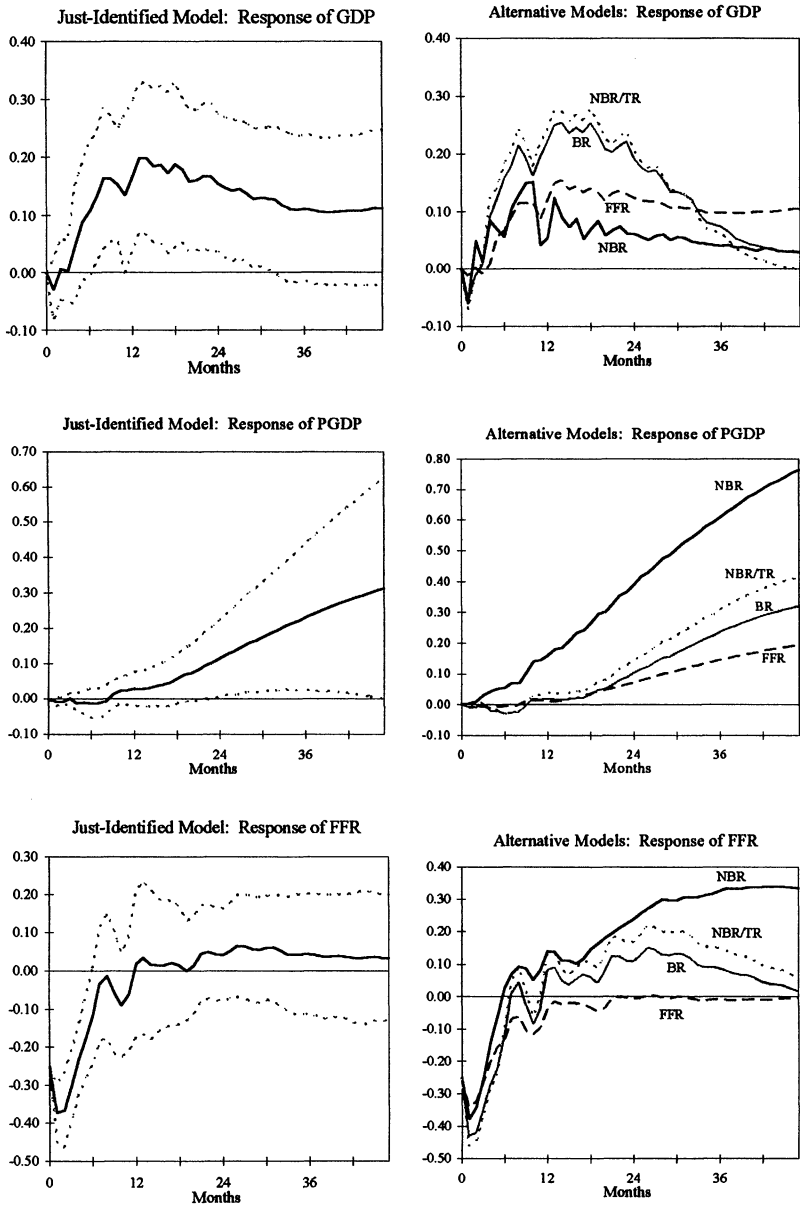 Just-Identified Model: Response of GDP
0.40
0.30
0.20
0.10
0.00
-0.10
0 12 24 36
Months
Alternative Models: Response of GDP
0.40
0.30
0.20
0.10
0.00
-0.10
NBR/TR
BR
FFR
NBR
0 12 24 36
Months
Just-Identified Model: Response of PGDP
0.70
0.60
0.50
0.40
0.30
0.20
0.10
0.00
-0.10
0 12 24 36
Months
Alternative Models: Response of PGDP
0.80
0.70
0.60
0.50
0.40
0.30
0.20
0.10
0.00
-0.10
NBR
NBR/TR
BR
FFR
0 12 24 36
Months
Just-Identified Model: Response of FFR
0.30
0.20
0.10
0.00
-0.10
-0.20
-0.30
-0.40
-0.50
0 12 24 36
Months
Alternative Models: Response of FFR
0.40
0.30
0.20
0.10
0.00
-0.10
-0.20
-0.30
-0.40
-0.50
NBR
NBR/TR
BR
FFR
0 12 24 36
Months